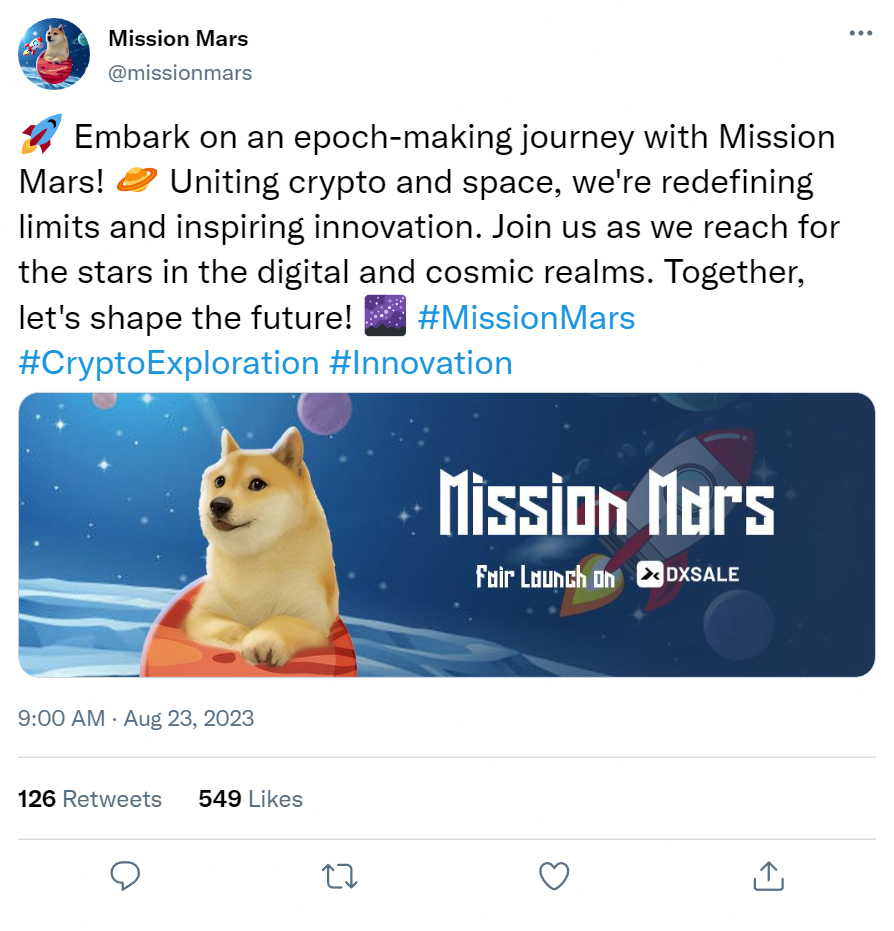 Mission Mars
@missionmars
🚀 Embark on an epoch-making journey with Mission
Mars! 🪐 Uniting crypto and space, we're redefining
limits and inspiring innovation. Join us as we reach for
the stars in the digital and cosmic realms. Together,
let's shape the future! 🌌 #MissionMars
#CryptoExploration #Innovation
Mission Mars
Fair Launch on DXSALE
9:00 AM · Aug 23, 2023
126 Retweets 549 Likes